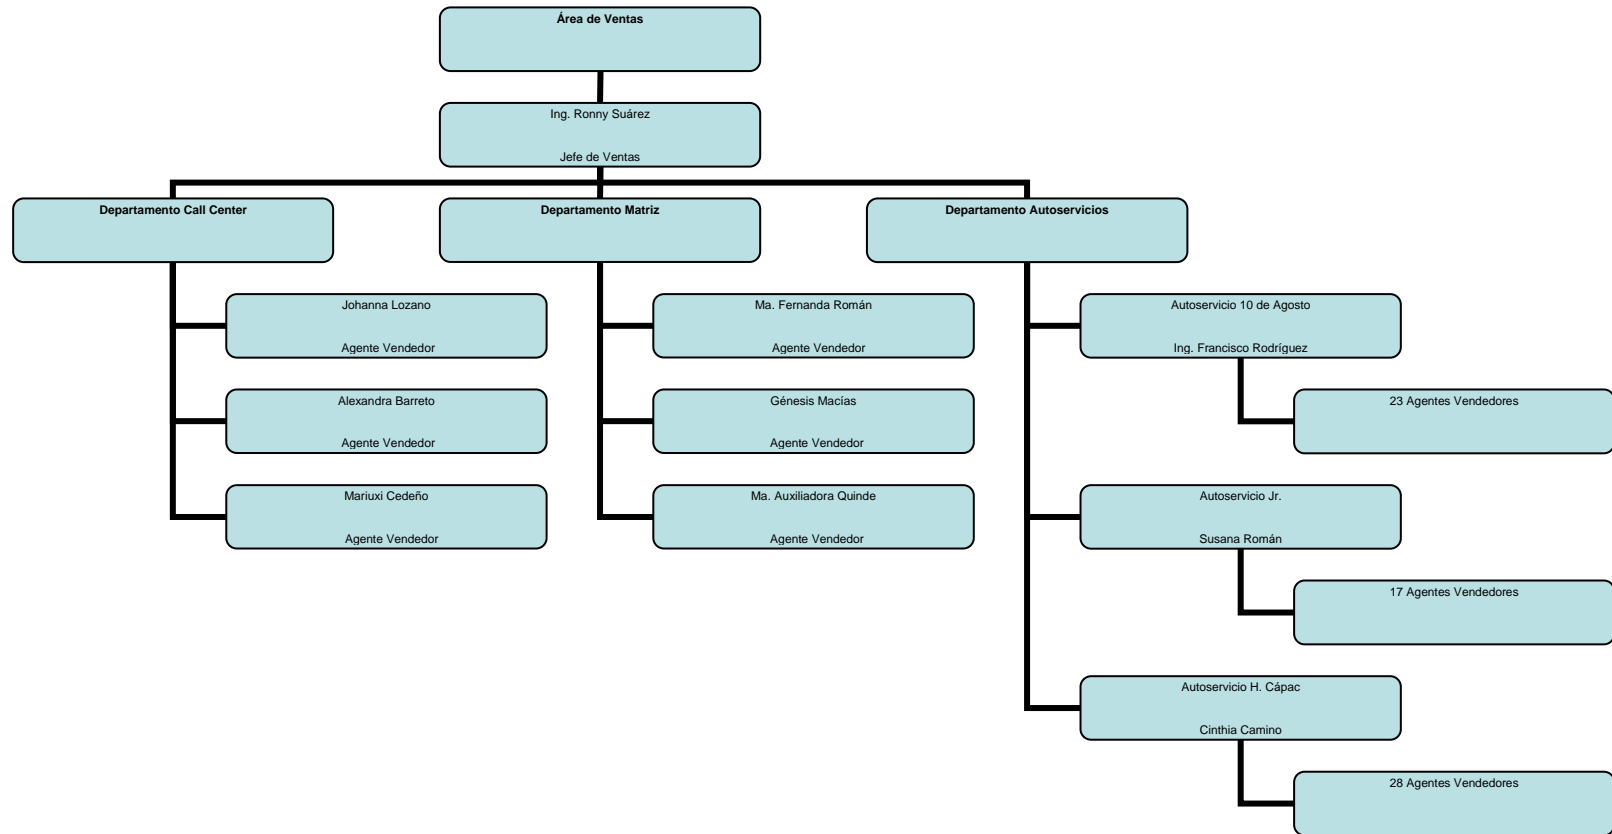 Área de Ventas
Ing. Ronny Suárez
Jefe de Ventas
Departamento Call Center
Johanna Lozano
Agente Vendedor
Alexandra Barreto
Agente Vendedor
Mariuxi Cedeño
Agente Vendedor
Departamento Matriz
Ma. Fernanda Román
Agente Vendedor
Génesis Macías
Agente Vendedor
Ma. Auxiliadora Quinde
Agente Vendedor
Departamento Autoservicios
Autoservicio 10 de Agosto
Ing. Francisco Rodríguez
23 Agentes Vendedores
Autoservicio Jr.
Susana Román
17 Agentes Vendedores
Autoservicio H. Cápac
Cinthia Camino
28 Agentes Vendedores